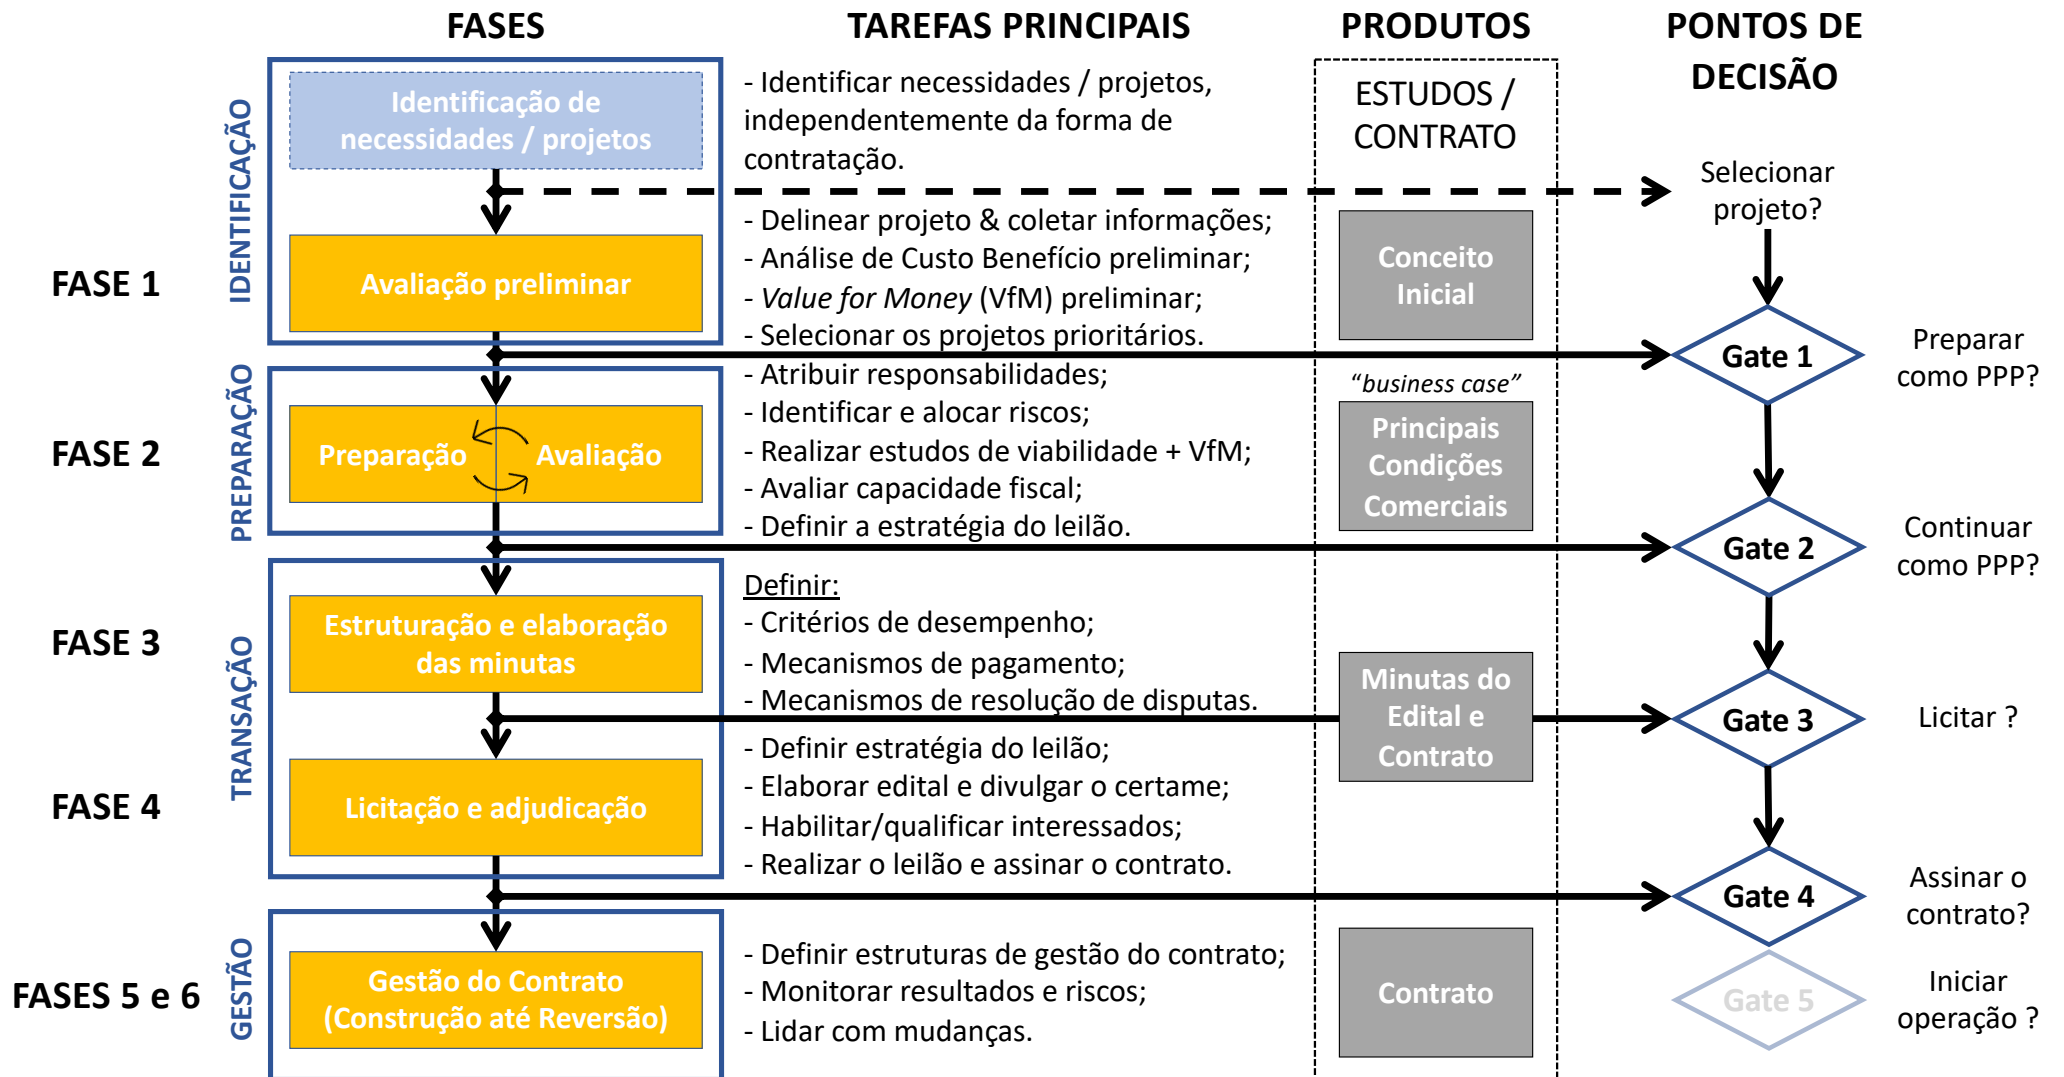 FASES
TAREFAS PRINCIPAIS
PRODUTOS
PONTOS DE
DECISÃO
IDENTIFICAÇÃO
Identificação de
necessidades / projetos
- Identificar necessidades / projetos,
independentemente da forma de
contratação.
ESTUDOS /
CONTRATO
Selecionar
projeto?
FASE 1
Avaliação preliminar
- Delinear projeto & coletar informações;
- Análise de Custo Benefício preliminar;
- Value for Money (VfM) preliminar;
- Selecionar os projetos prioritários.
Conceito
Inicial
Gate 1
Preparar
como PPP?
PREPARAÇÃO
FASE 2
Preparação
Avaliação
- Atribuir responsabilidades;
- Identificar e alocar riscos;
- Realizar estudos de viabilidade + VfM;
- Avaliar capacidade fiscal;
- Definir a estratégia do leilão.
“business case”
Principais
Condições
Comerciais
Gate 2
Continuar
como PPP?
TRANSAÇÃO
FASE 3
Estruturação e elaboração
das minutas
Definir:
- Critérios de desempenho;
- Mecanismos de pagamento;
- Mecanismos de resolução de disputas.
Minutas do
Edital e
Contrato
Gate 3
Licitar ?
FASE 4
Licitação e adjudicação
- Definir estratégia do leilão;
- Elaborar edital e divulgar o certame;
- Habilitar/qualificar interessados;
- Realizar o leilão e assinar o contrato.
Gate 4
Assinar o
contrato?
GESTÃO
FASES 5 e 6
Gestão do Contrato
(Construção até Reversão)
- Definir estruturas de gestão do contrato;
- Monitorar resultados e riscos;
- Lidar com mudanças.
Contrato
Gate 5
Iniciar
operação ?